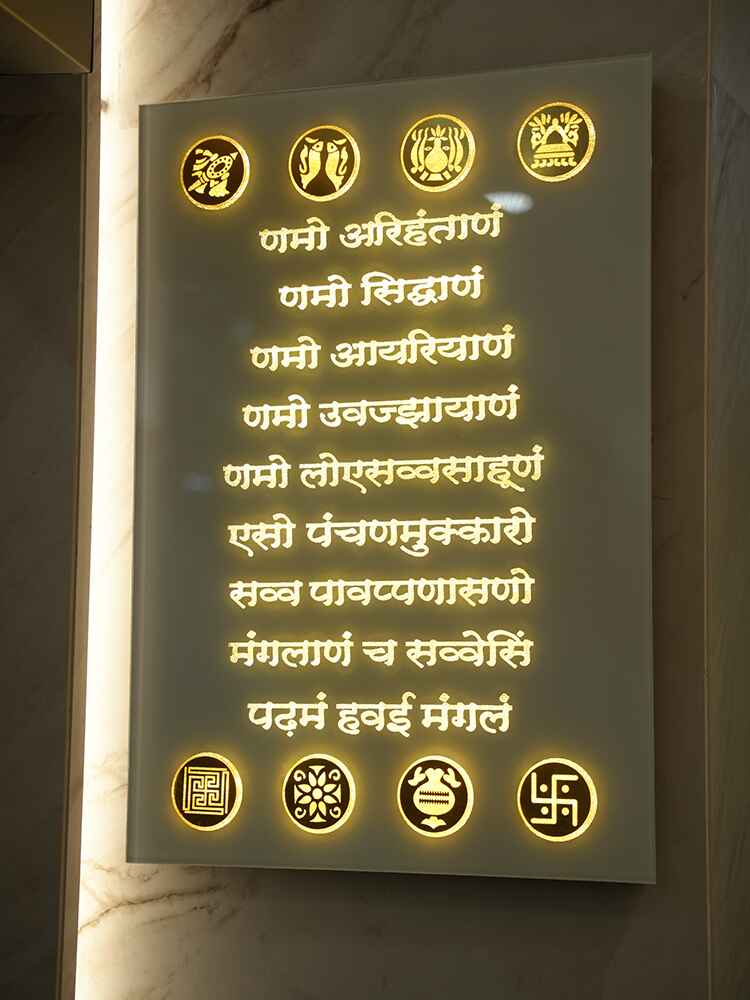 णमो अरिहंताणं
णमो सिद्धाणं
णमो आयरियाणं
णमो उवज्झायाणं
णमो लोएसव्वसाहूणं
एसो पंचणमुक्कारो
सव्व पावप्पणासणो
मंगलाणं च सव्वेसिं
पढ़मं हवई मंगलं